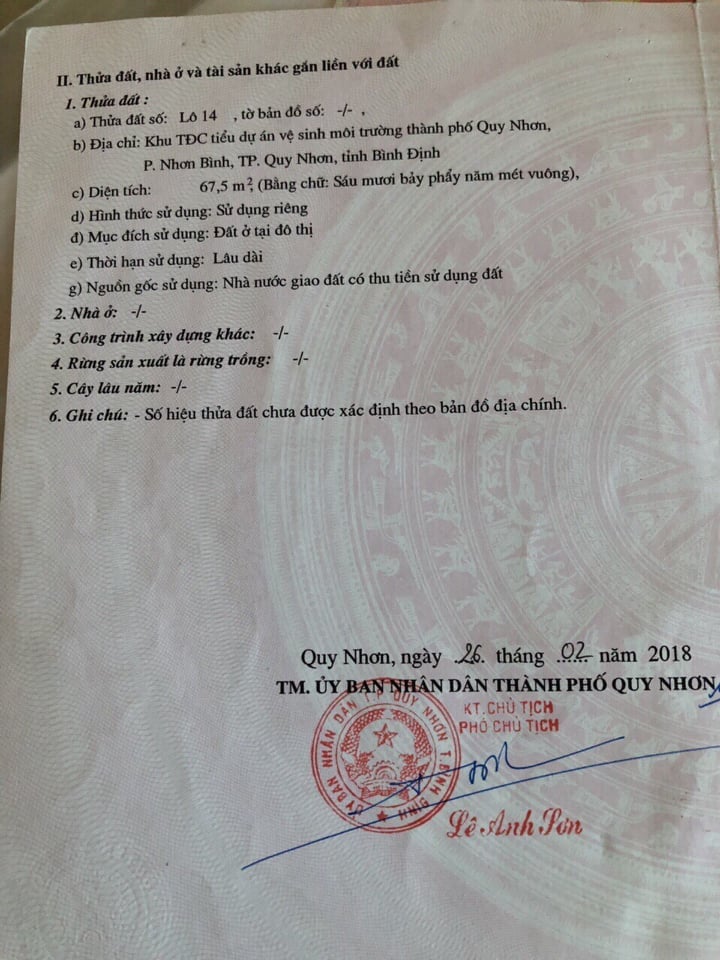 II. Thửa đất, nhà ở và tài sản khác gắn liền với đất
1. Thửa đất :
a) Thửa đất số: Lô 14 , tờ bản đồ số: -/- ,
b) Địa chỉ: Khu TĐC tiểu dự án vệ sinh môi trường thành phố Quy Nhơn,
P. Nhơn Bình, TP. Quy Nhơn, tỉnh Bình Định
c) Diện tích: 67,5 m², (Bằng chữ: Sáu mươi bảy phẩy năm mét vuông),
d) Hình thức sử dụng: Sử dụng riêng
đ) Mục đích sử dụng: Đất ở tại đô thị
e) Thời hạn sử dụng: Lâu dài
g) Nguồn gốc sử dụng: Nhà nước giao đất có thu tiền sử dụng đất
2. Nhà ở: -/-
3. Công trình xây dựng khác: -/-
4. Rừng sản xuất là rừng trồng: -/-
5. Cây lâu năm: -/-
6. Ghi chú: - Số hiệu thửa đất chưa được xác định theo bản đồ địa chính.
Quy Nhơn, ngày 26 tháng 02 năm 2018
TM. ỦY BAN NHÂN DÂN THÀNH PHỐ QUY NHƠN
KT. CHỦ TỊCH
PHÓ CHỦ TỊCH
ỦY BAN NHÂN DÂN T.P QUY NHƠN T. BÌNH ĐỊNH
Lê Anh Sơn